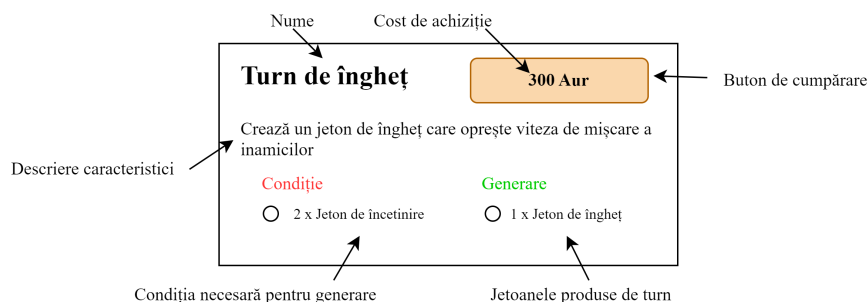 Nume
Cost de achiziție
Turn de îngheț
300 Aur
Buton de cumpărare
Crează un jeton de îngheț care oprește viteza de mișcare a
inamicilor
Descriere caracteristici
Condiție
Generare
2 x Jeton de încetinire
1 x Jeton de îngheț
Condiția necesară pentru generare
Jetoanele produse de turn